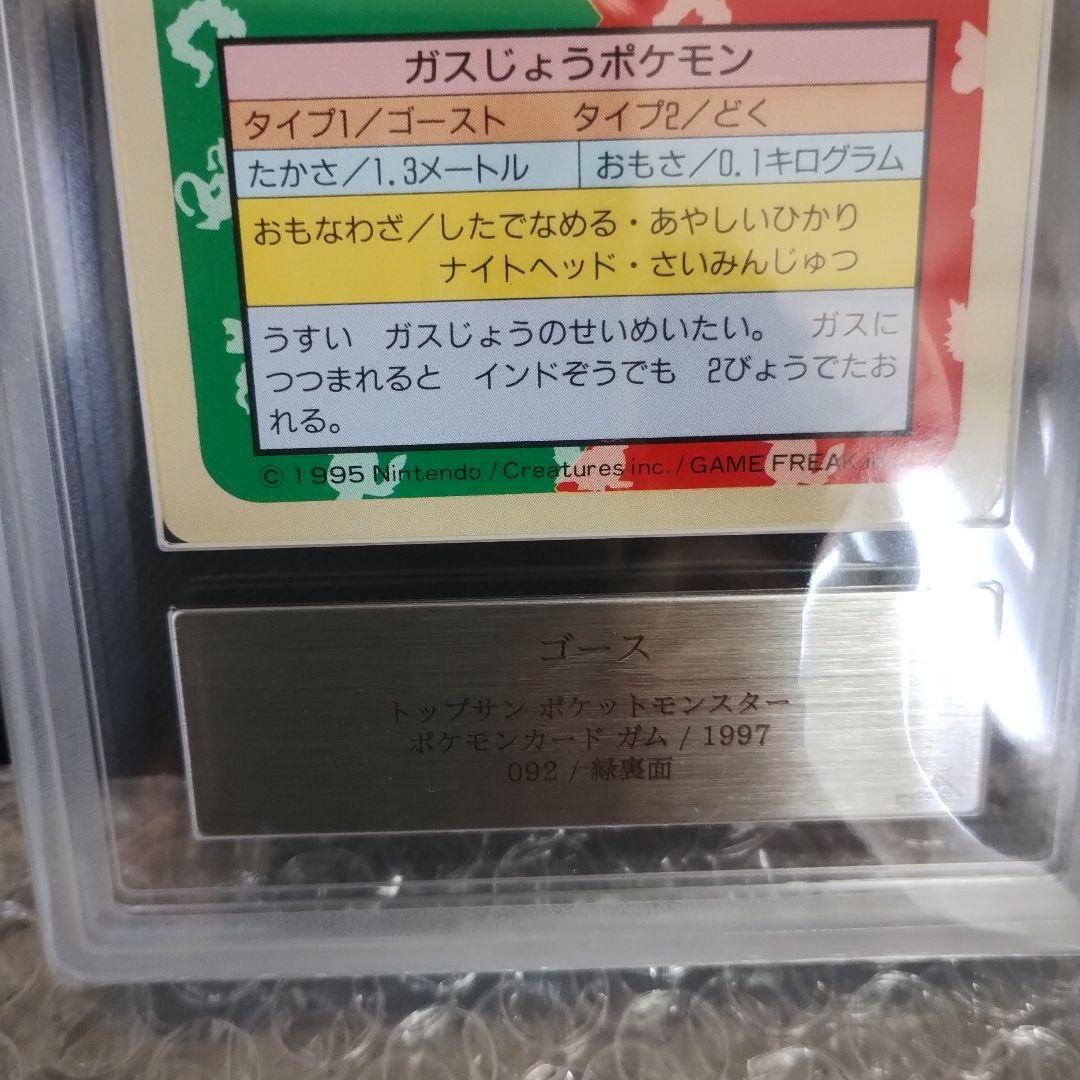 ガスじょうポケモン
タイプ1／ゴースト　タイプ2／どく
たかさ／1.3メートル　おもさ／0.1キログラム
おもなわざ／したでなめる・あやしいひかり
ナイトヘッド・さいみんじゅつ
うすい　ガスじょうのせいめいたい。　ガスに
つつまれると　インドぞうでも　2びょうでたお
れる。
© 1995 Nintendo / Creatures inc. / GAME FREAK
ゴース
トップサン ポケットモンスター
ポケモンカード ガム / 1997
092 / 緑裏面